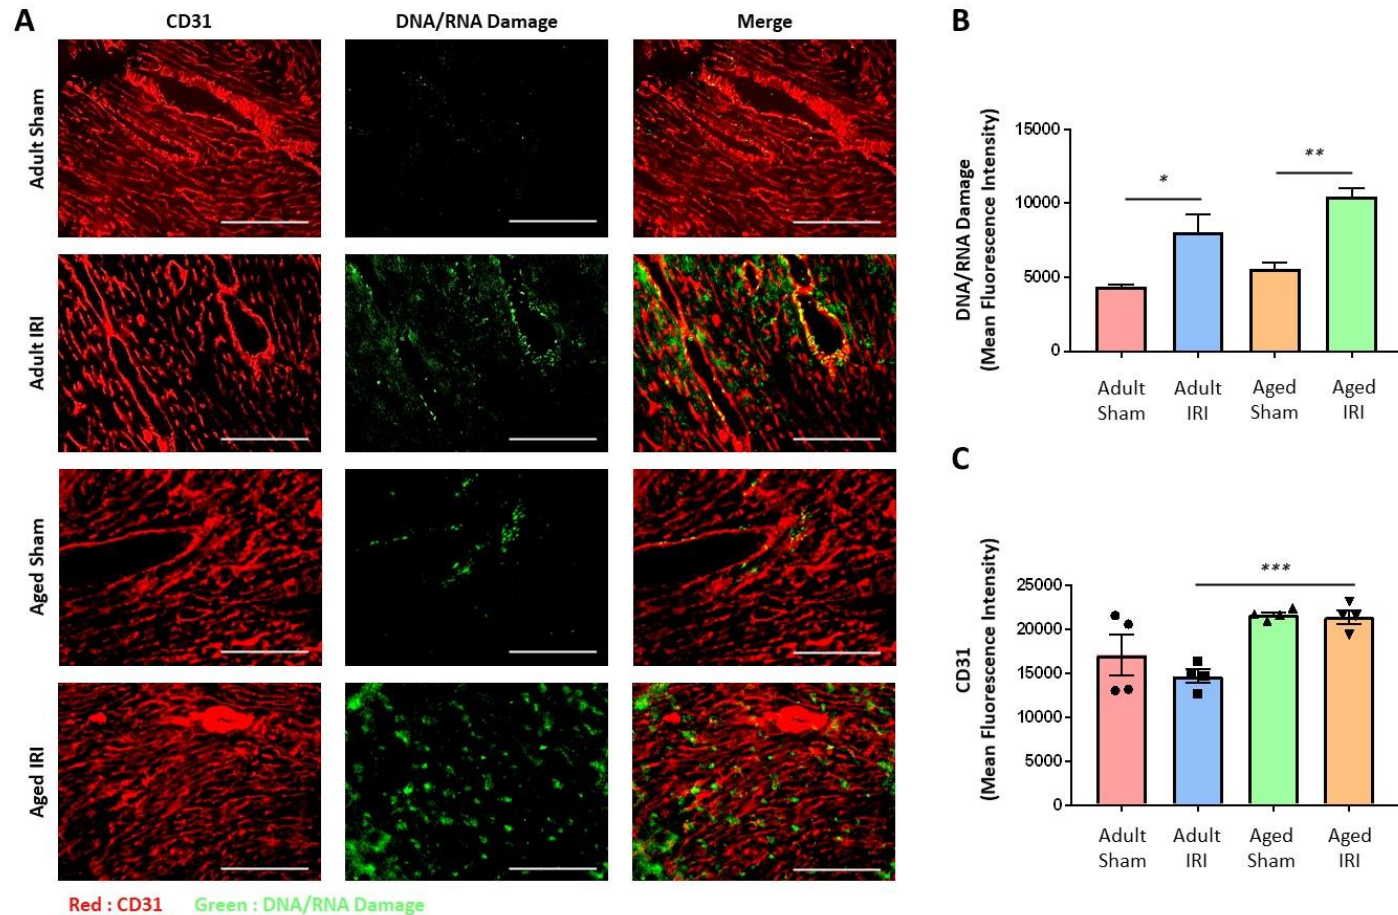 A
CD31
DNA/RNA Damage
Merge
Adult Sham
Adult IRI
Aged Sham
Aged IRI
Red : CD31
Green : DNA/RNA Damage
B
DNA/RNA Damage
(Mean Fluorescence Intensity)
15000
10000
5000
0
*
**
Adult
Sham
Adult
IRI
Aged
Sham
Aged
IRI
C
CD31
(Mean Fluorescence Intensity)
25000
20000
15000
10000
5000
0
***
Adult
Sham
Adult
IRI
Aged
Sham
Aged
IRI